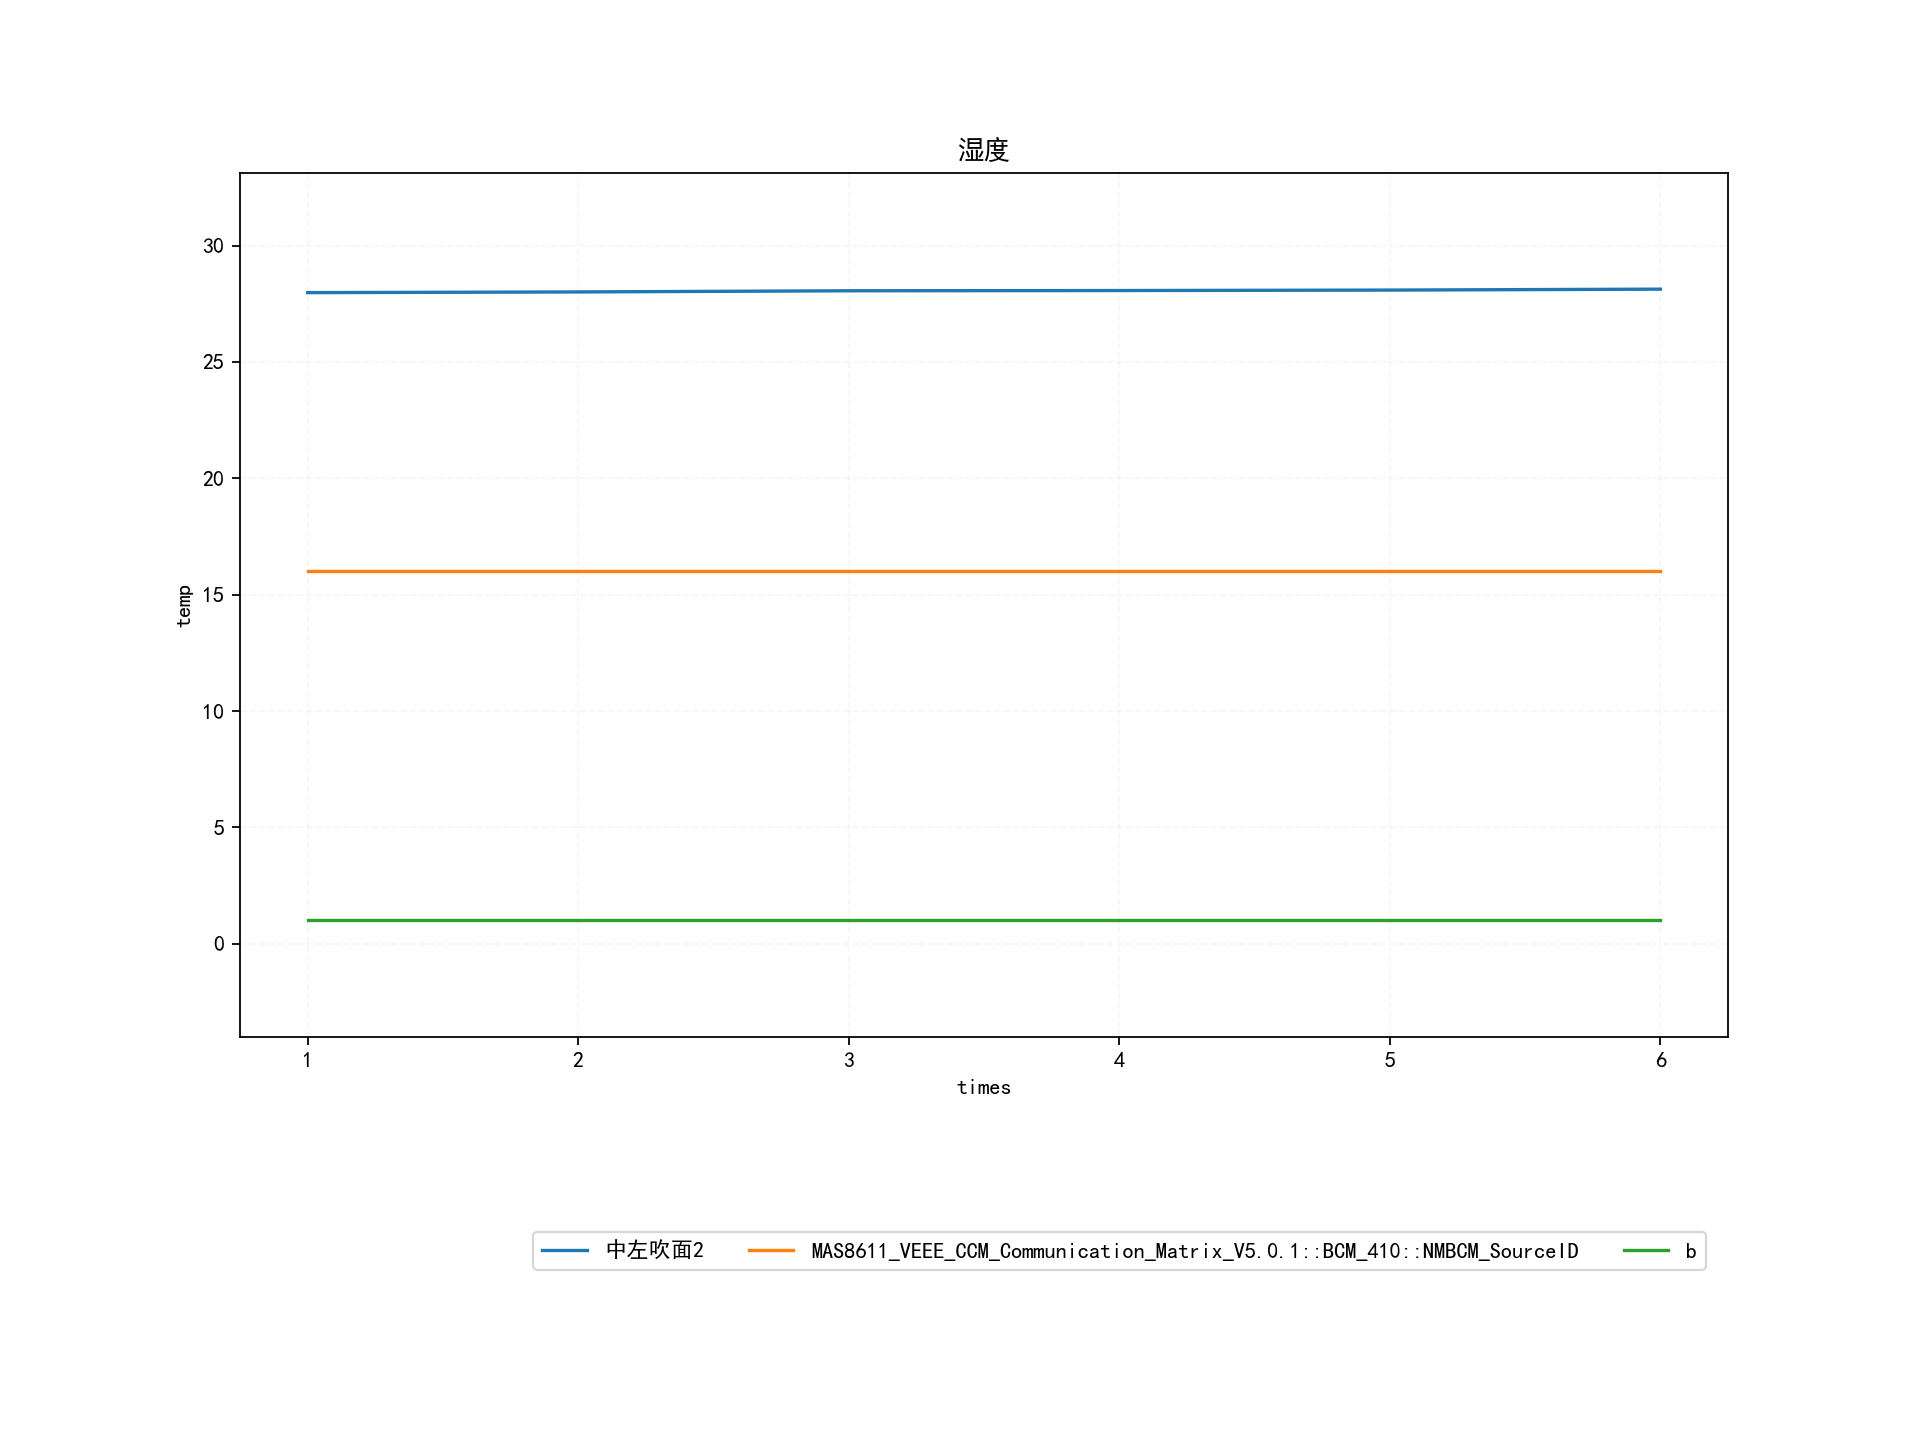 湿度
30
25
20
15
10
5
0
temp
1 2 3 4 5 6
times
中左吹面2 MAS8611_VEEE_CCM_Communication_Matrix_V5.0.1::BCM_410::NMBCM_SourceID b